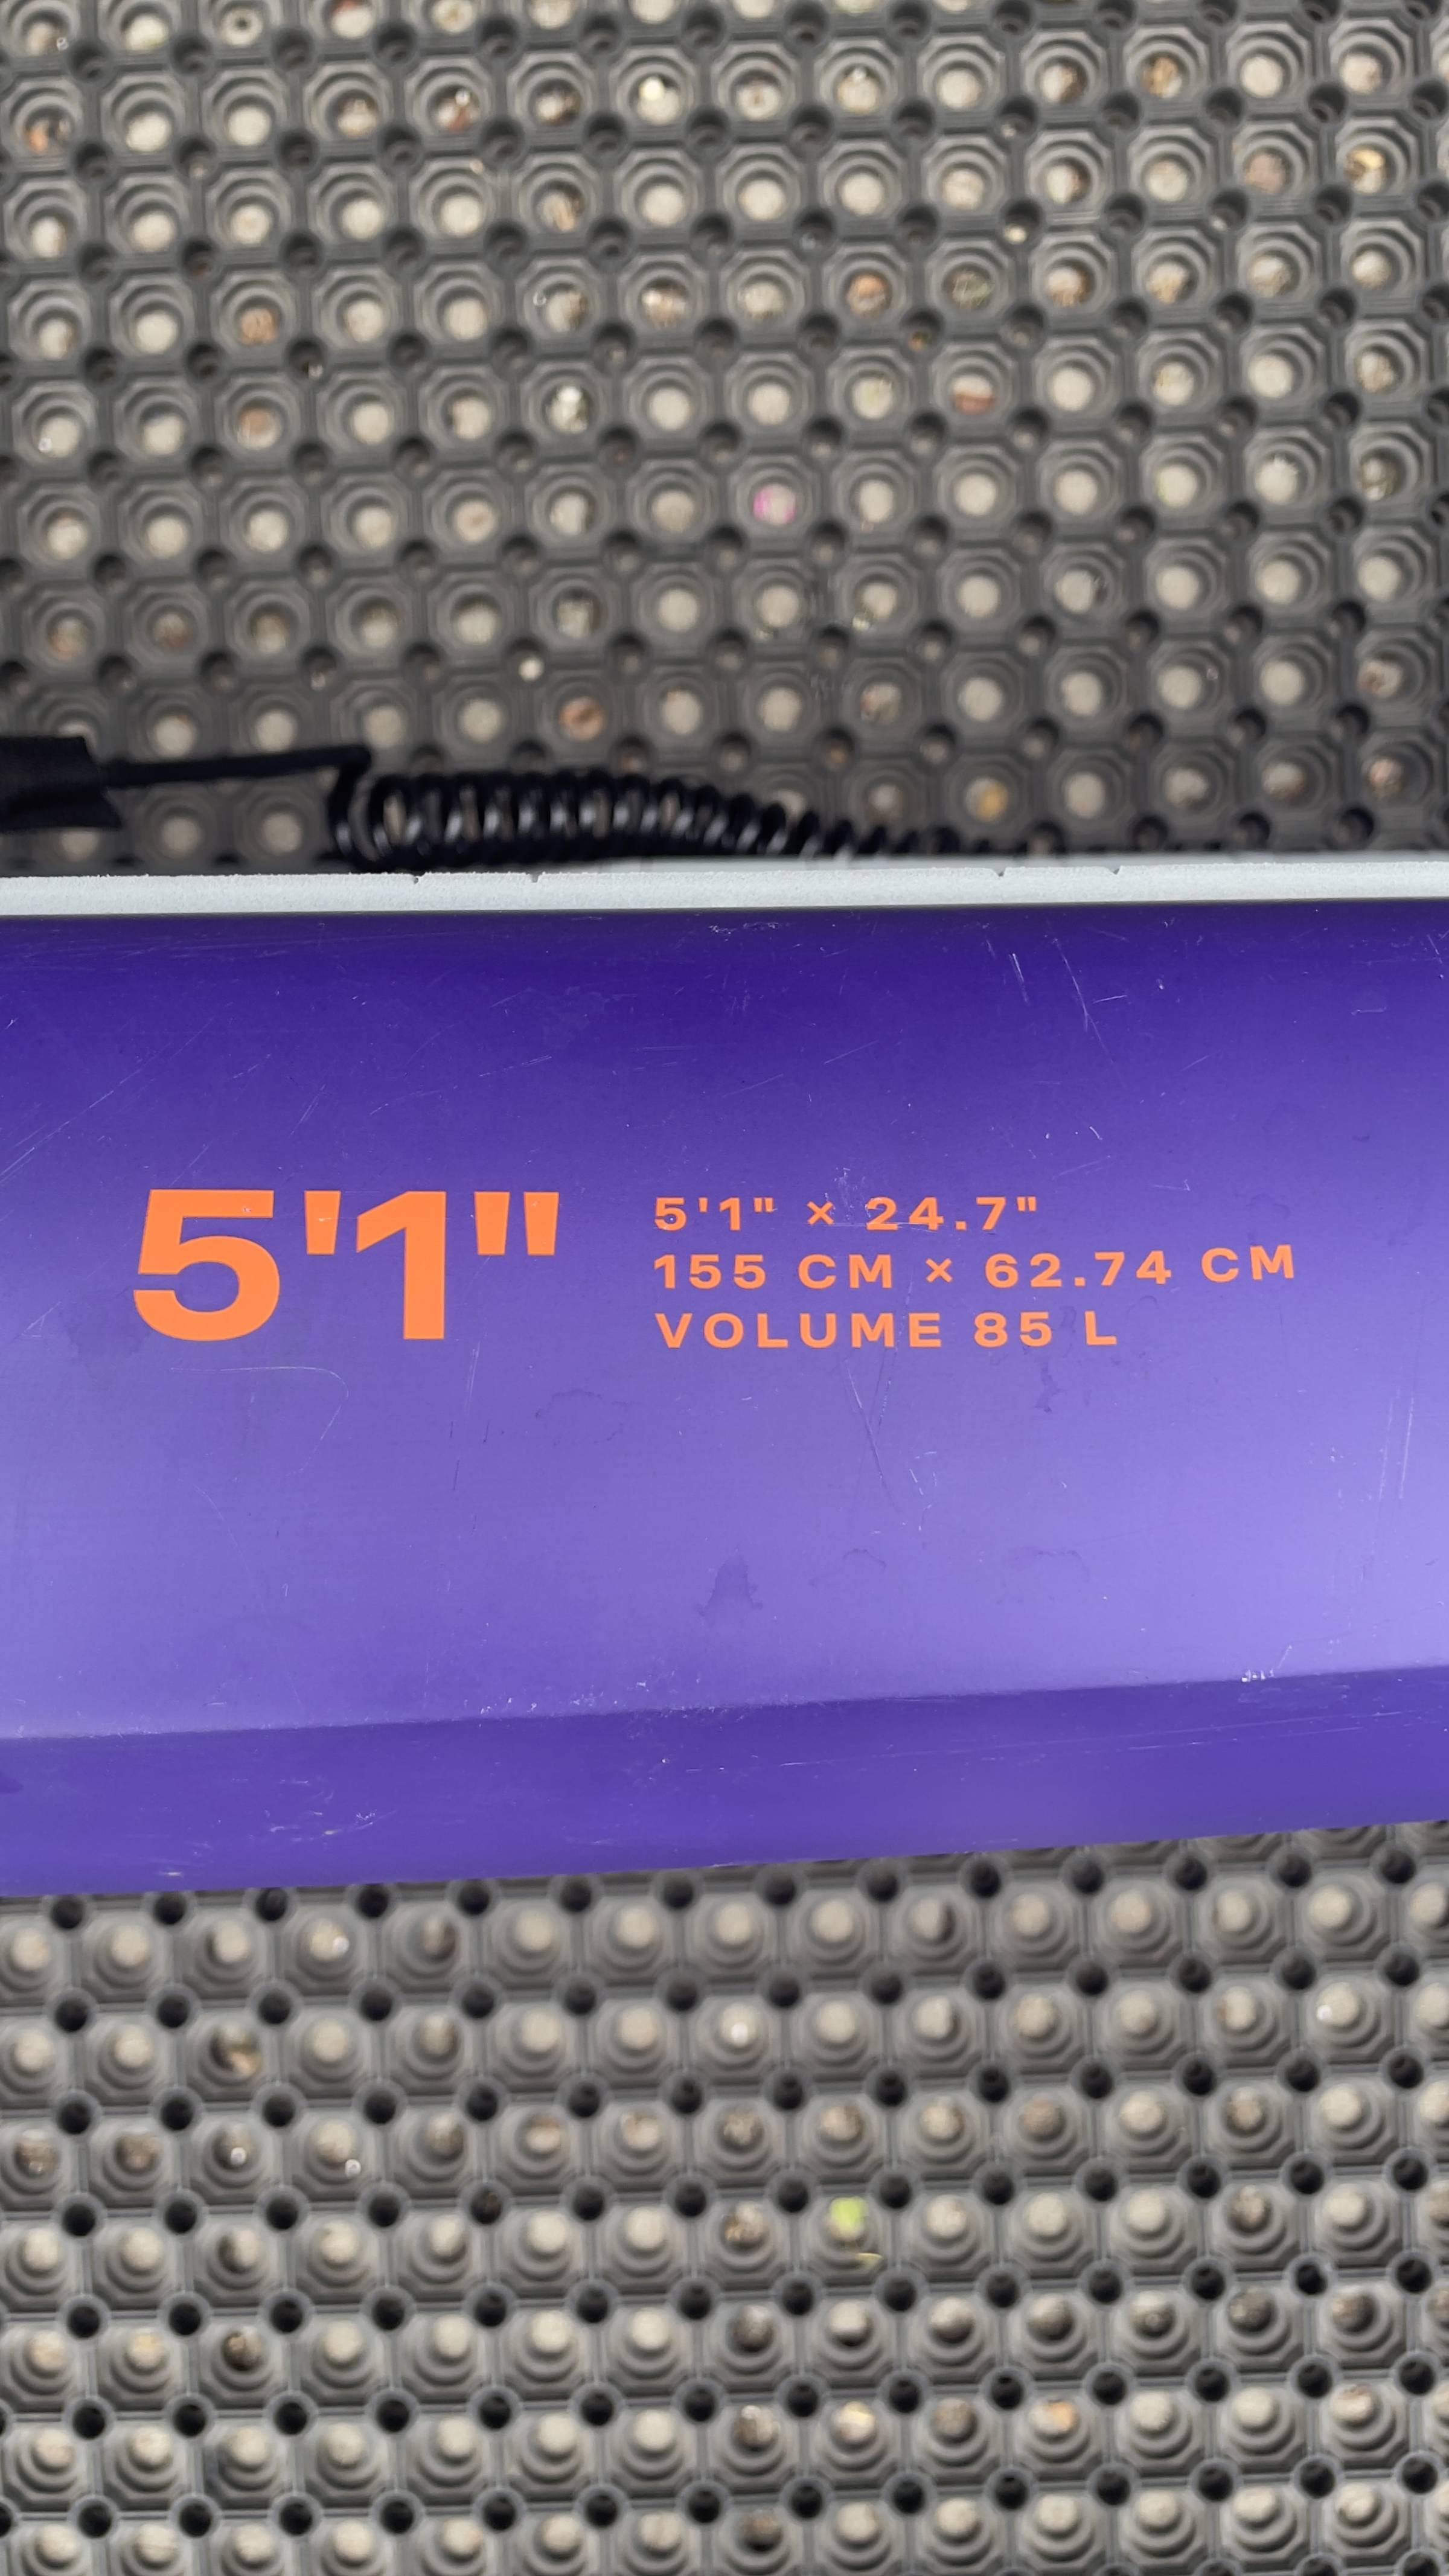 5'1"
5'1" × 24.7"
155 CM × 62.74 CM
VOLUME 85 L